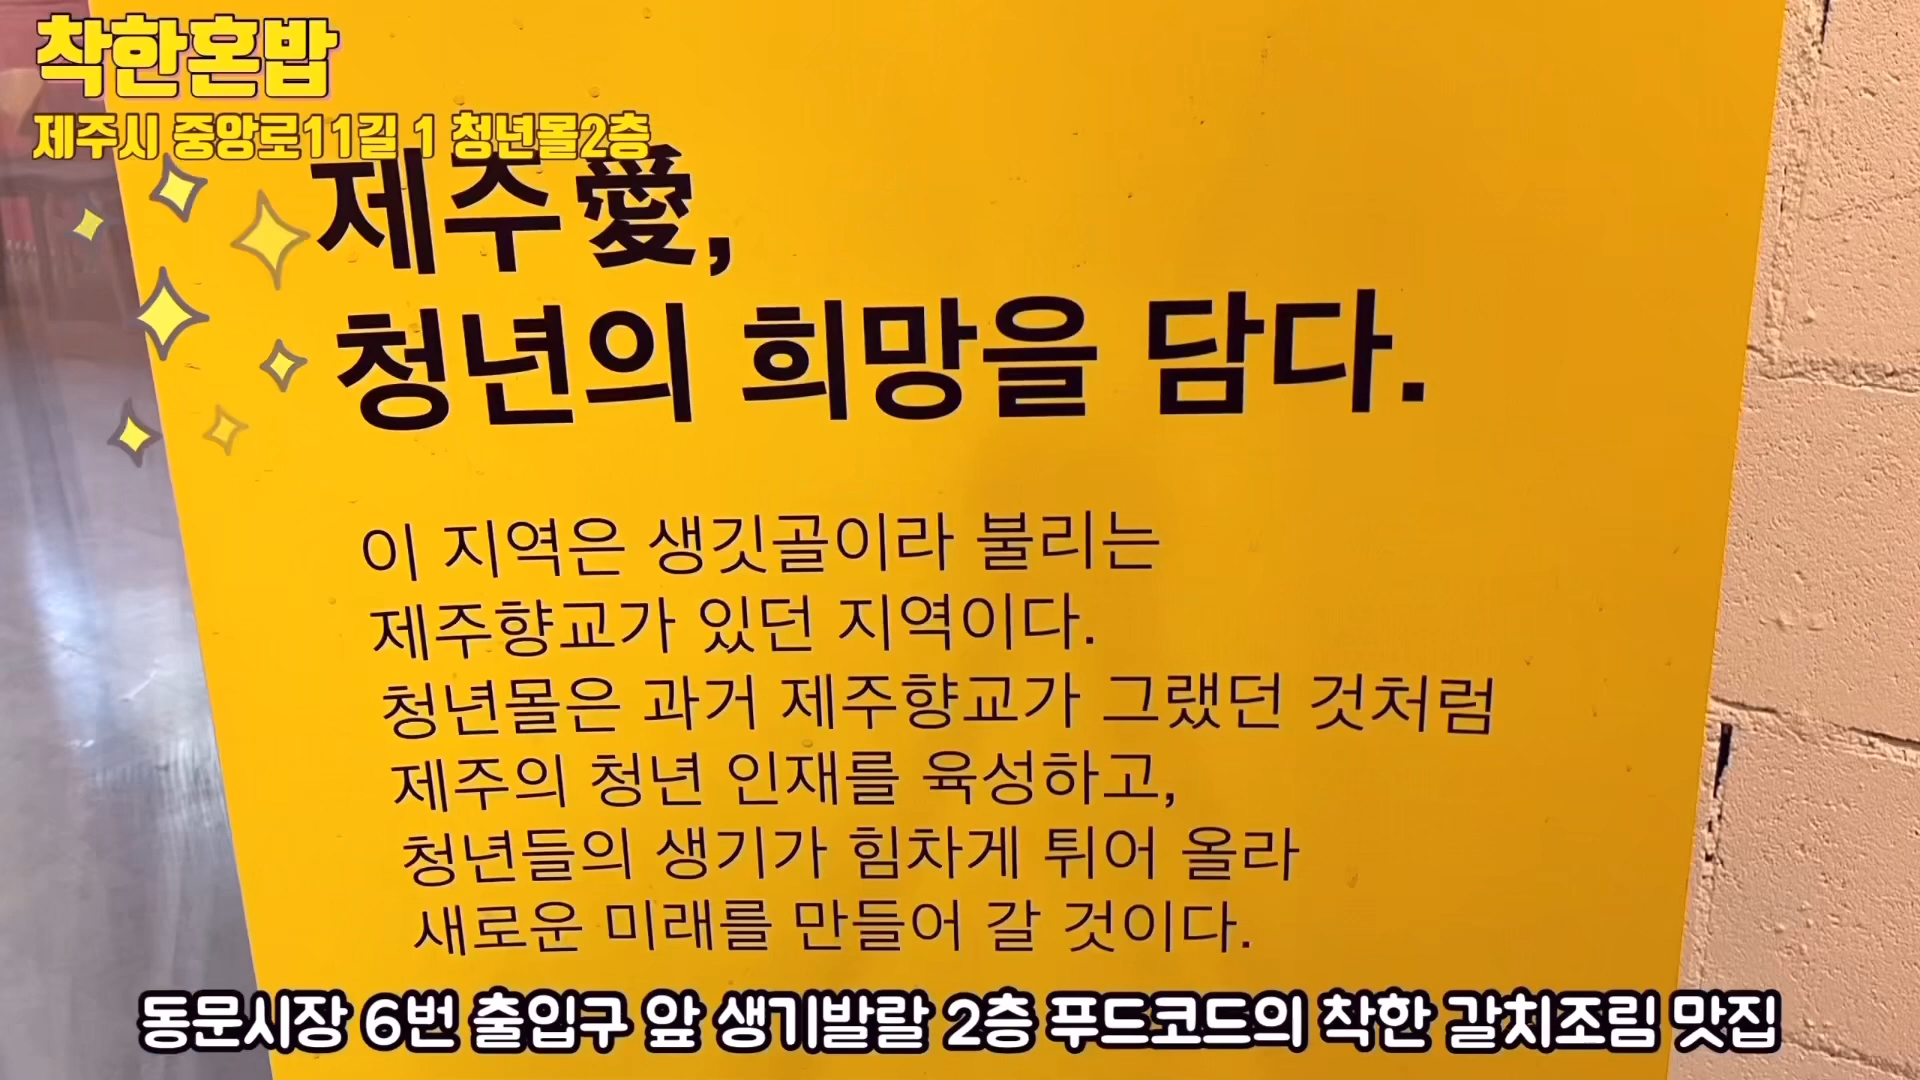 착한혼밥
제주시 중앙로11길 1 청년몰2층
제주愛,
청년의 희망을 담다.
이 지역은 생깃골이라 불리는
제주향교가 있던 지역이다.
청년몰은 과거 제주향교가 그랬던 것처럼
제주의 청년 인재를 육성하고,
청년들의 생기가 힘차게 튀어 올라
새로운 미래를 만들어 갈 것이다.
동문시장 6번 출입구 앞 생기발랄 2층 푸드코드의 착한 갈치조림 맛집